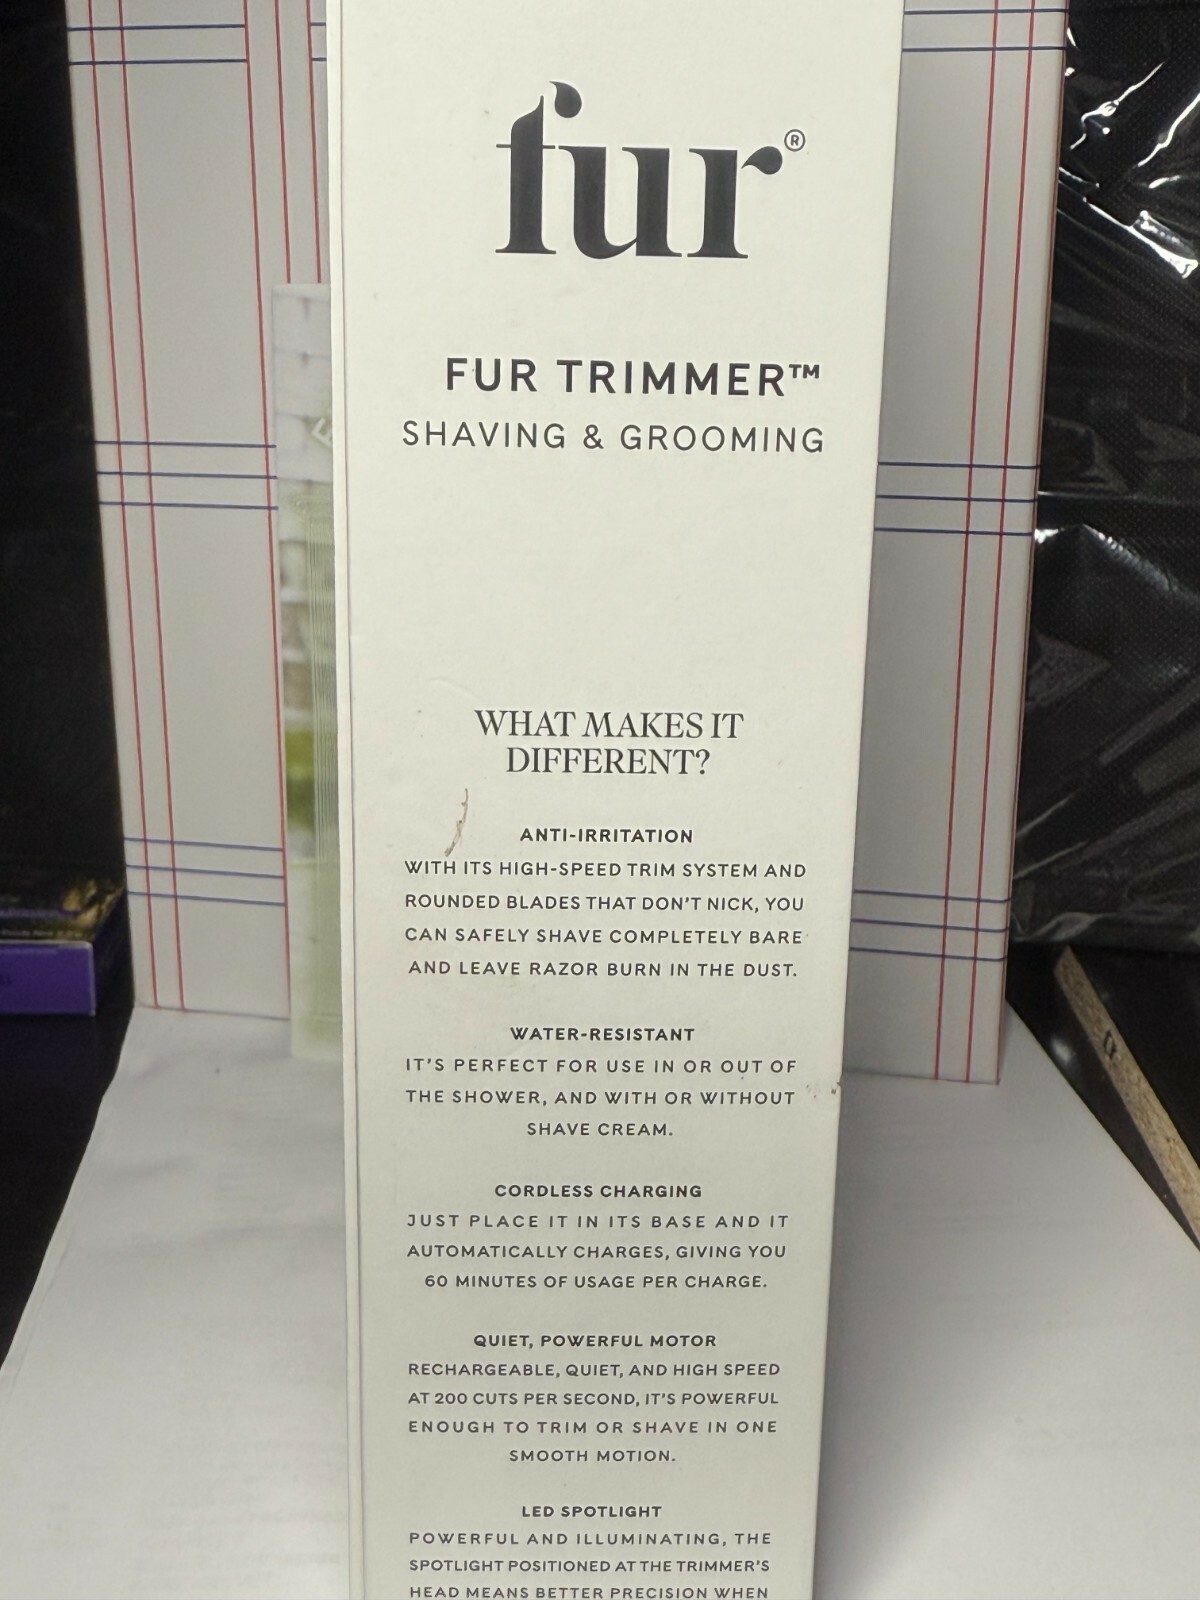 fur®
FUR TRIMMER™
SHAVING & GROOMING
WHAT MAKES IT
DIFFERENT?
ANTI-IRRITATION
WITH ITS HIGH-SPEED TRIM SYSTEM AND
ROUNDED BLADES THAT DON'T NICK, YOU
CAN SAFELY SHAVE COMPLETELY BARE
AND LEAVE RAZOR BURN IN THE DUST.
WATER-RESISTANT
IT'S PERFECT FOR USE IN OR OUT OF
THE SHOWER, AND WITH OR WITHOUT
SHAVE CREAM.
CORDLESS CHARGING
JUST PLACE IT IN ITS BASE AND IT
AUTOMATICALLY CHARGES, GIVING YOU
60 MINUTES OF USAGE PER CHARGE.
QUIET, POWERFUL MOTOR
RECHARGEABLE, QUIET, AND HIGH SPEED
AT 200 CUTS PER SECOND, IT'S POWERFUL
ENOUGH TO TRIM OR SHAVE IN ONE
SMOOTH MOTION.
LED SPOTLIGHT
POWERFUL AND ILLUMINATING, THE
SPOTLIGHT POSITIONED AT THE TRIMMER'S
HEAD MEANS BETTER PRECISION WHEN